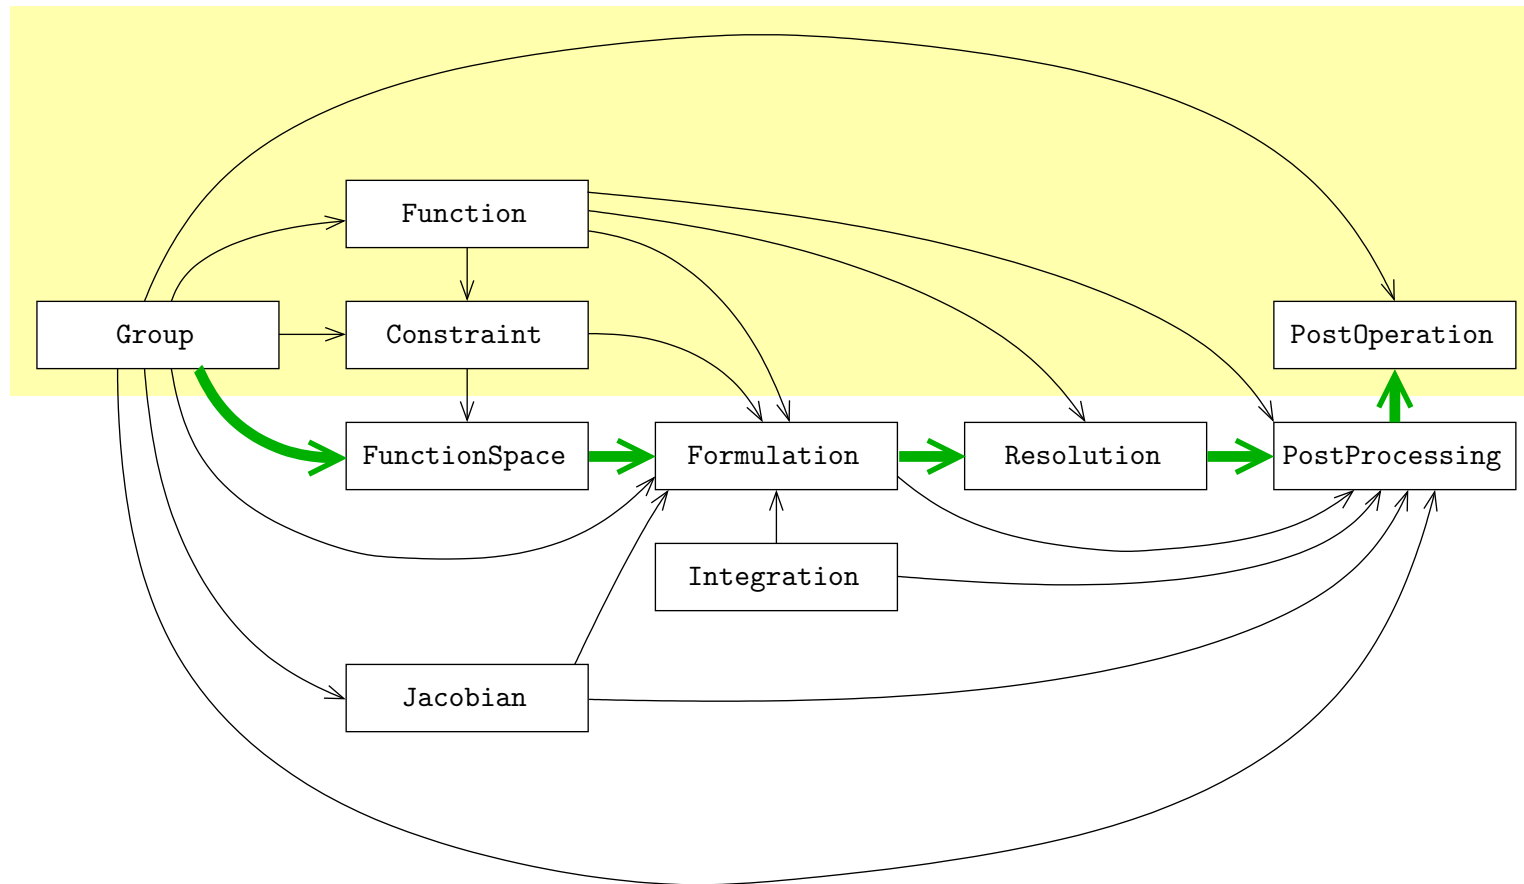 Function
Group
Constraint
PostOperation
FunctionSpace
Formulation
Resolution
PostProcessing
Integration
Jacobian